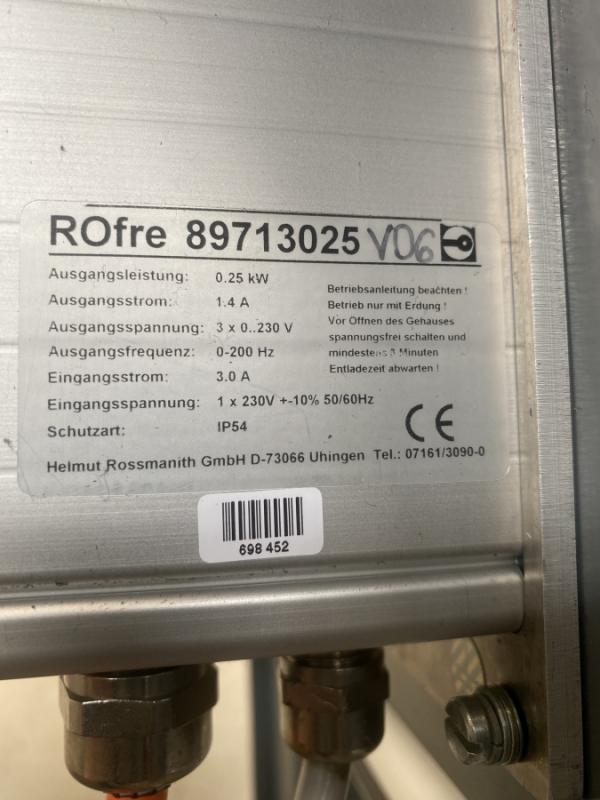 ROfre 89713025 V06
Ausgangsleistung: 0.25 kW
Ausgangsstrom: 1.4 A
Ausgangsspannung: 3 x 0..230 V
Ausgangsfrequenz: 0-200 Hz
Eingangsstrom: 3.0 A
Eingangsspannung: 1 x 230V +-10% 50/60Hz
Schutzart: IP54
Betriebsanleitung beachten !
Betrieb nur mit Erdung !
Vor Öffnen des Gehäuses
spannungsfrei schalten und
mindestens 3 Minuten
Entladezeit abwarten !
CE
Helmut Rossmanith GmbH D-73066 Uhingen Tel.: 07161/3090-0
698 452